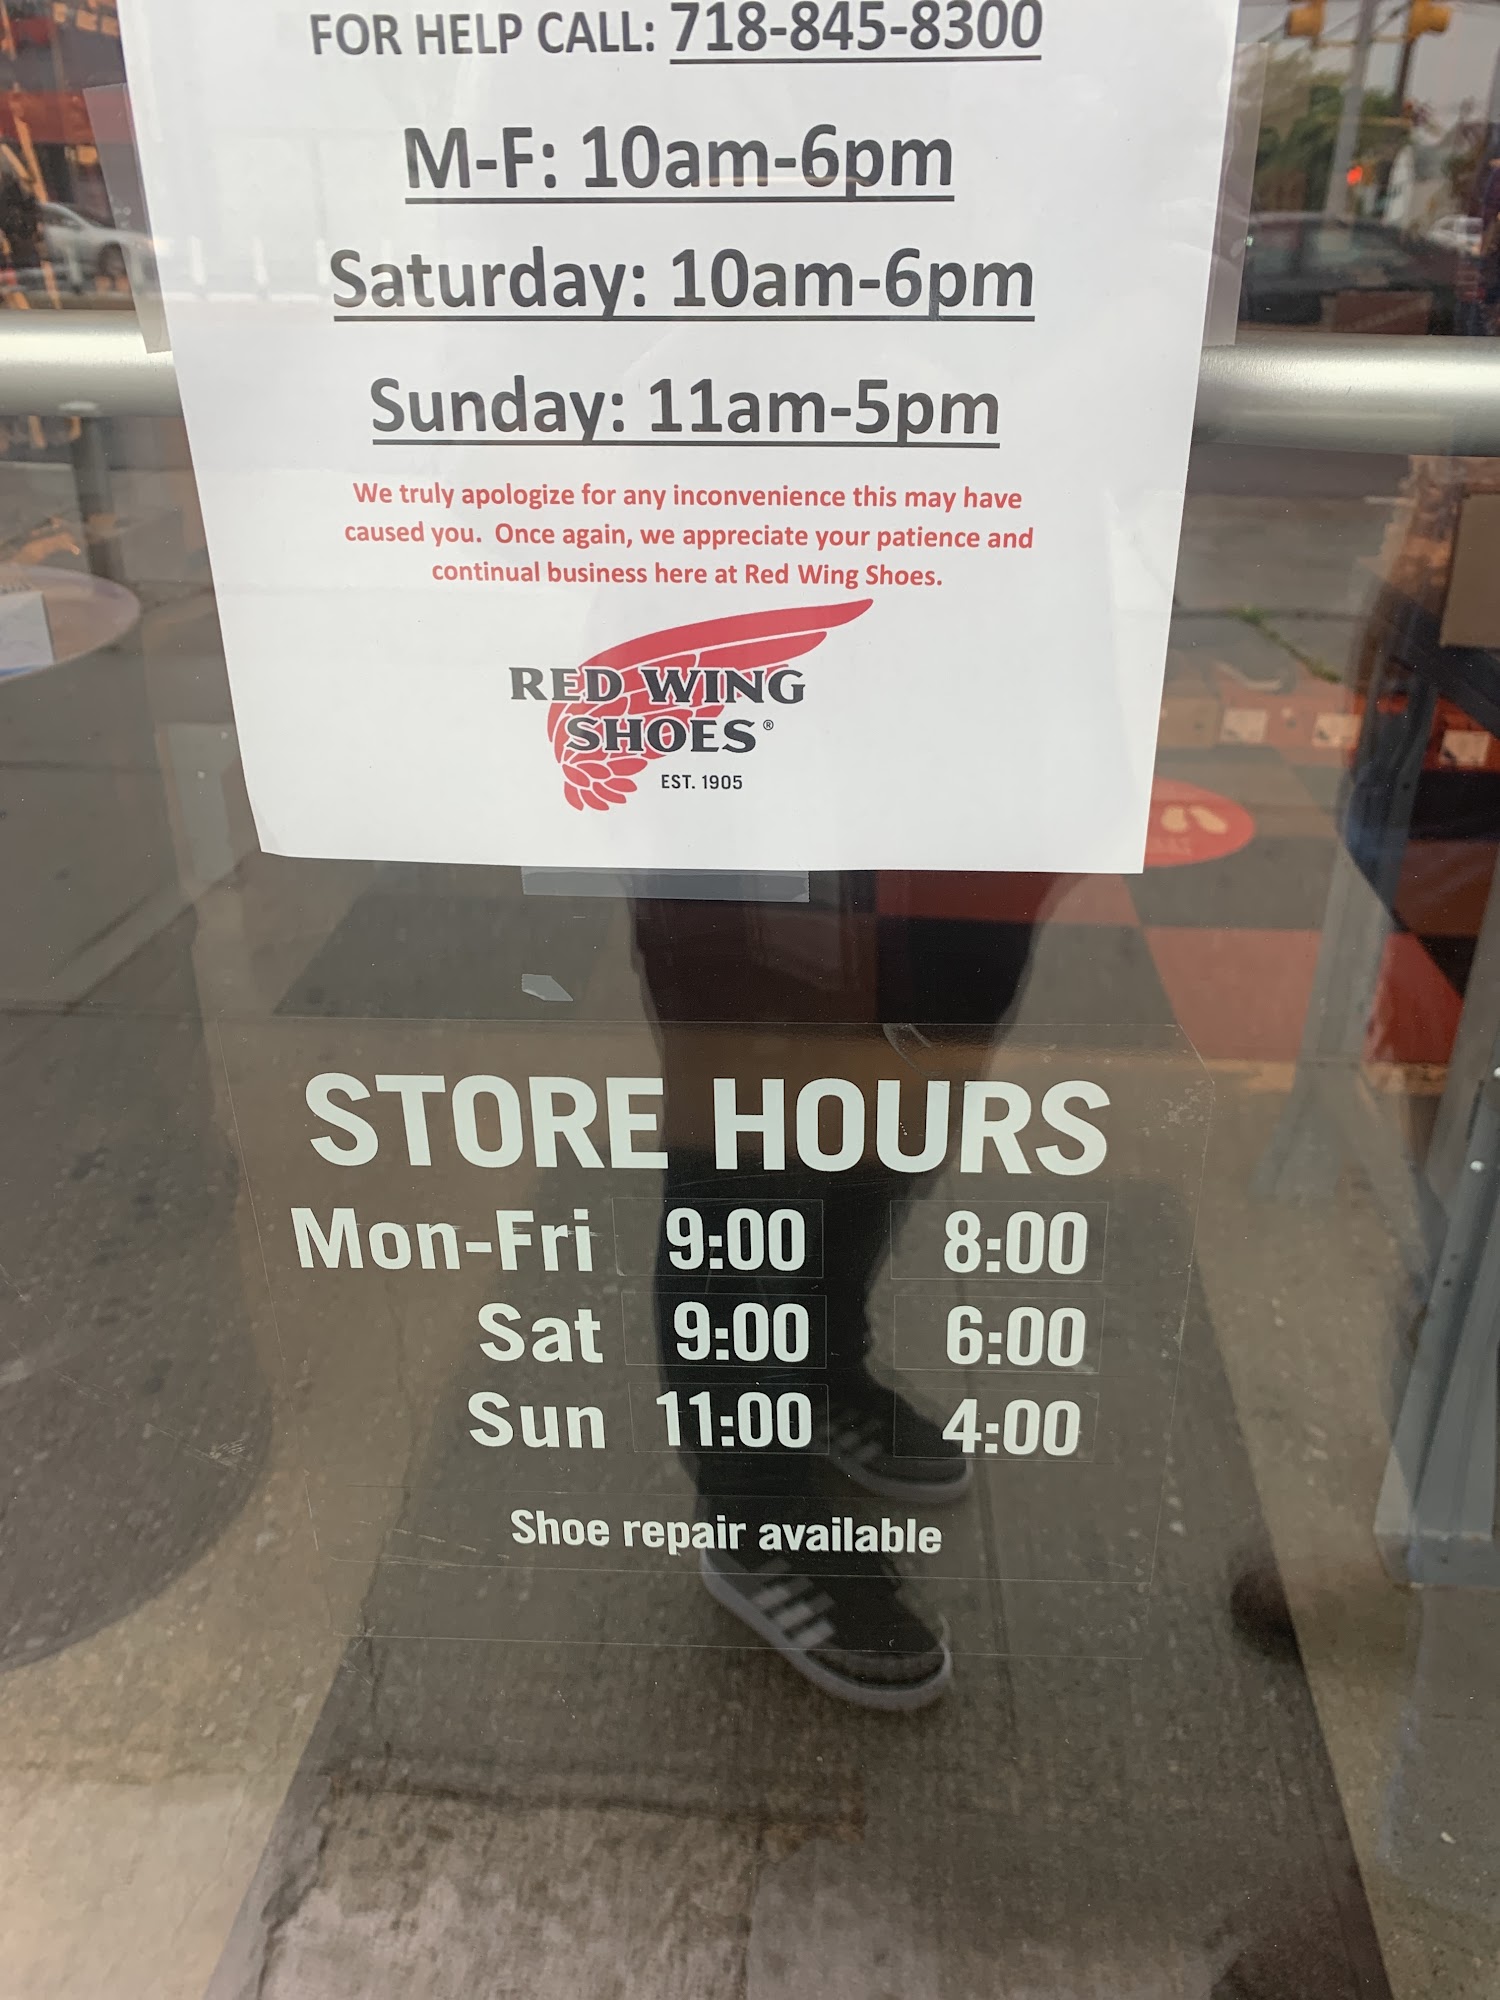 FOR HELP CALL: 718-845-8300
M-F: 10am-6pm
Saturday: 10am-6pm
Sunday: 11am-5pm
We truly apologize for any inconvenience this may have
caused you. Once again, we appreciate your patience and
continual business here at Red Wing Shoes.
RED WING
SHOES®
EST. 1905
STORE HOURS
Mon-Fri 9:00 8:00
Sat 9:00 6:00
Sun 11:00 4:00
Shoe repair available